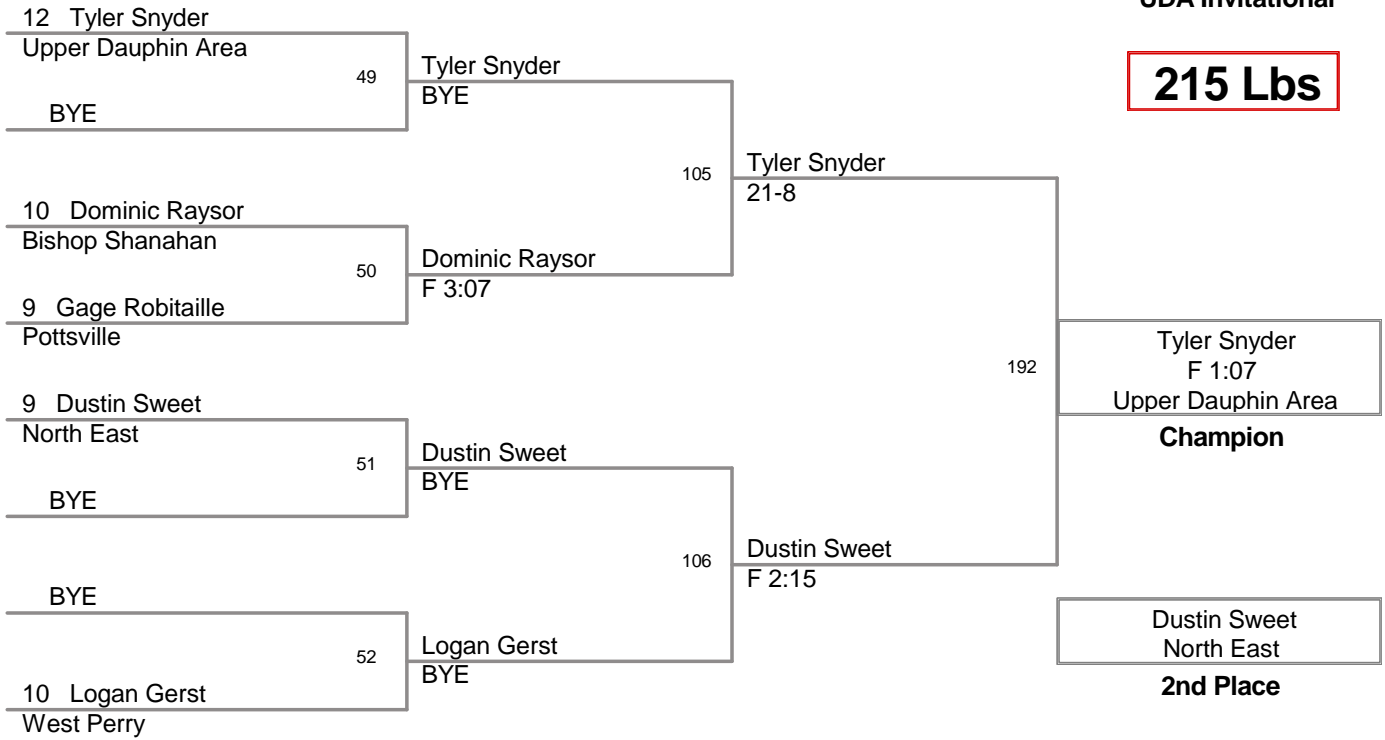 UDA Invitational
215 Lbs
12 Tyler Snyder
Upper Dauphin Area
49
BYE
Tyler Snyder
BYE
105
10 Dominic Raysor
Bishop Shanahan
50
9 Gage Robitaille
Pottsville
Dominic Raysor
F 3:07
Tyler Snyder
21-8
192
9 Dustin Sweet
North East
51
BYE
Dustin Sweet
BYE
106
BYE
52
10 Logan Gerst
West Perry
Logan Gerst
BYE
Dustin Sweet
F 2:15
Tyler Snyder
F 1:07
Upper Dauphin Area
Champion
Dustin Sweet
North East
2nd Place